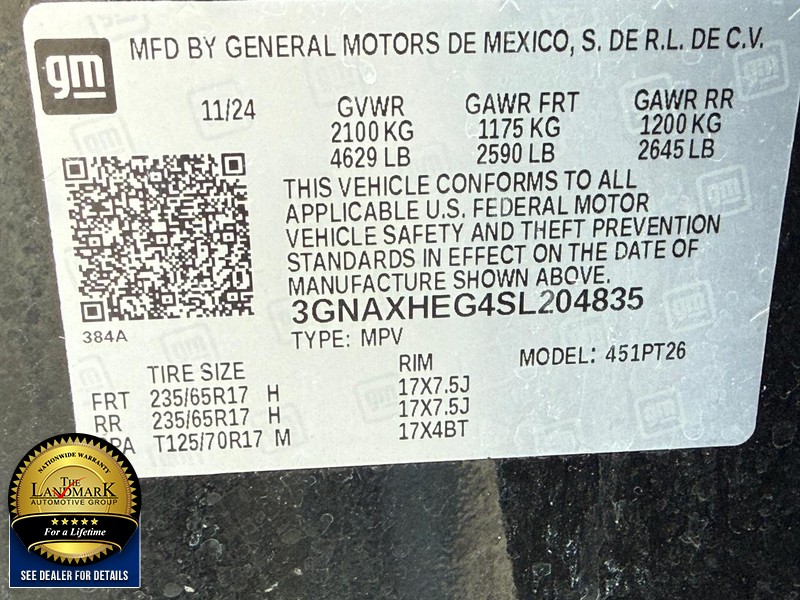 gm
MFD BY GENERAL MOTORS DE MEXICO, S. DE R.L. DE C.V.
11/24 GVWR GAWR FRT GAWR RR
2100 KG 1175 KG 1200 KG
4629 LB 2590 LB 2645 LB
THIS VEHICLE CONFORMS TO ALL
APPLICABLE U.S. FEDERAL MOTOR
VEHICLE SAFETY AND THEFT PREVENTION
STANDARDS IN EFFECT ON THE DATE OF
MANUFACTURE SHOWN ABOVE.
3GNAXHEG4SL204835
384A
TYPE: MPV
MODEL: 451PT26
TIRE SIZE RIM
FRT 235/65R17 H 17X7.5J
RR 235/65R17 H 17X7.5J
PA T125/70R17 M 17X4BT
NATIONWIDE WARRANTY
THE
LANDMARK
AUTOMOTIVE GROUP
For a Lifetime
SEE DEALER FOR DETAILS